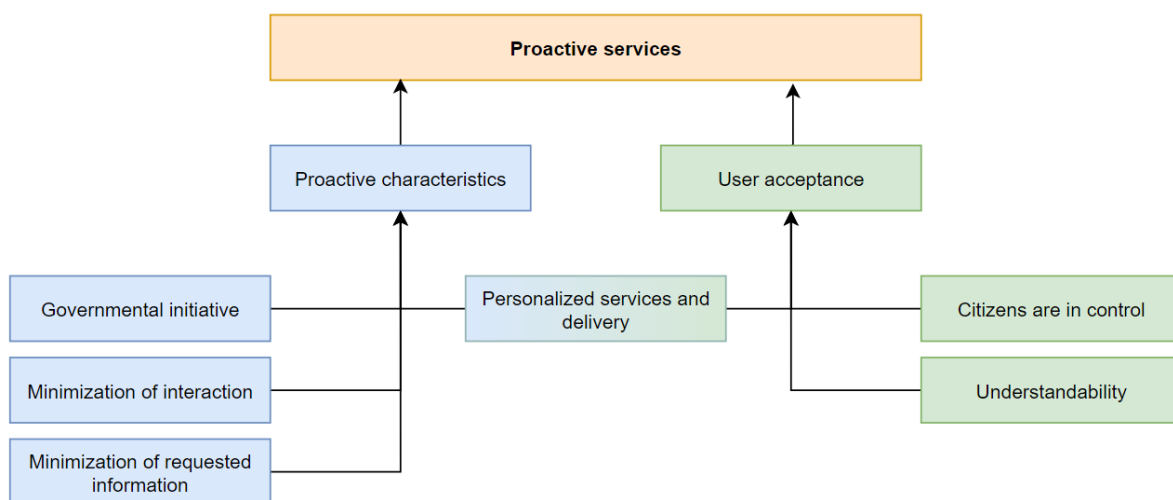 Proactive services
Proactive characteristics
User acceptance
Governmental initiative
Personalized services and
delivery
Citizens are in control
Minimization of interaction
Understandability
Minimization of requested
information